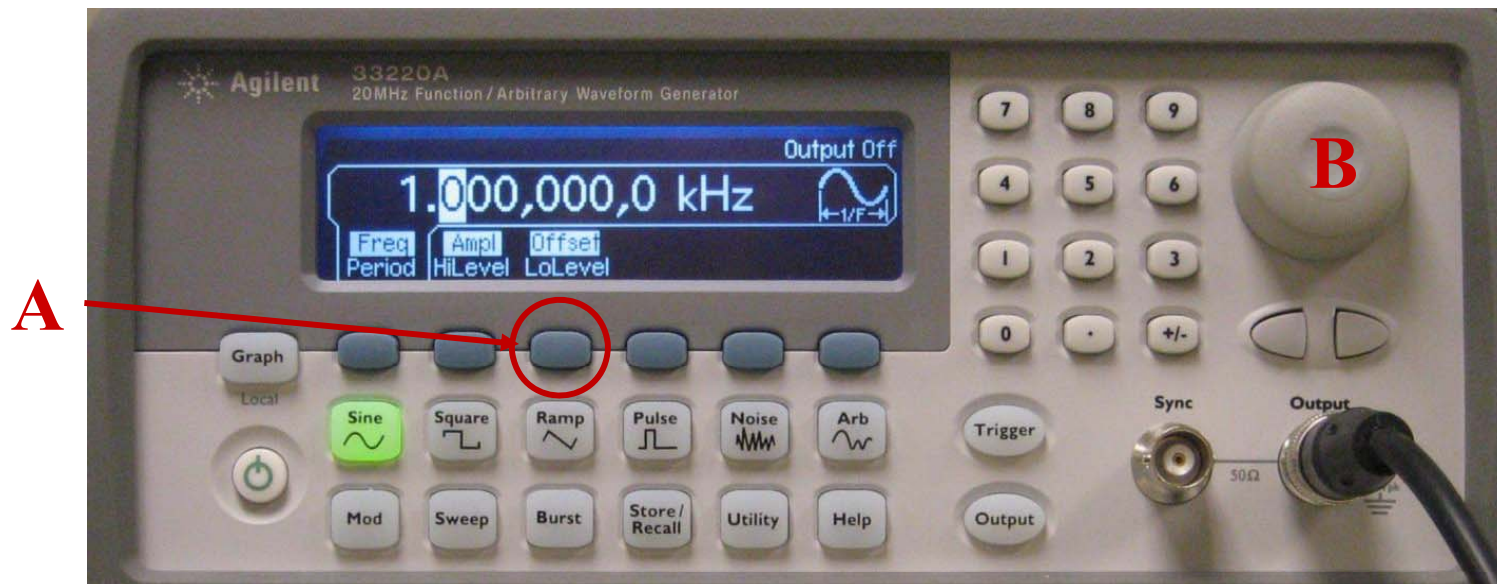 Agilent 33220A
20MHz Function / Arbitrary Waveform Generator
Output Off
1.000,000,0 kHz
1/F
Freq Ampl Offset
Period HiLevel LoLevel
A
B
7 8 9
4 5 6
1 2 3
0 . +/-
Graph
Local
Sine Square Ramp Pulse Noise Arb
Mod Sweep Burst Store/
Recall Utility Help
Trigger
Output
Sync Output
50Ω